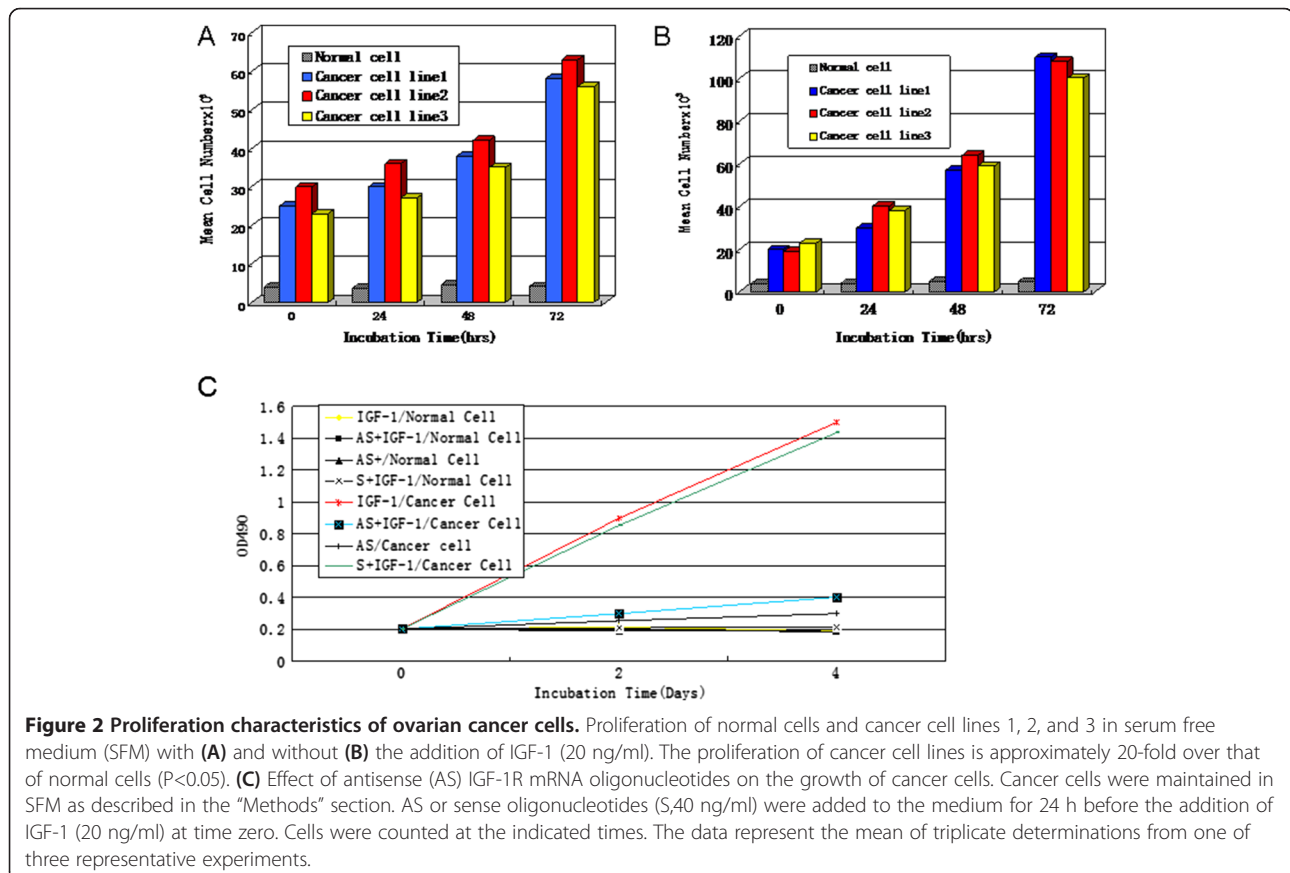 A
70
60
50
40
30
20
10
0
Mean Cell Number×10³
Normal cell
Cancer cell line1
Cancer cell line2
Cancer cell line3
0 24 48 72
Incubation Time(hrs)
B
120
100
80
60
40
20
0
Mean Cell Number×10³
Normal cell
Cancer cell line1
Cancer cell line2
Cancer cell line3
0 24 48 72
Incubation Time(hrs)
C
1.6
1.4
1.2
1
0.8
0.6
0.4
0.2
0
OD490
IGF-1/Normal Cell
AS+IGF-1/Normal Cell
AS+/Normal Cell
S+IGF-1/Normal Cell
IGF-1/Cancer Cell
AS+IGF-1/Cancer Cell
AS/Cancer cell
S+IGF-1/Cancer Cell
0 2 4
Incubation Time(Days)
Figure 2 Proliferation characteristics of ovarian cancer cells. Proliferation of normal cells and cancer cell lines 1, 2, and 3 in serum free
medium (SFM) with (A) and without (B) the addition of IGF-1 (20 ng/ml). The proliferation of cancer cell lines is approximately 20-fold over that
of normal cells (P<0.05). (C) Effect of antisense (AS) IGF-1R mRNA oligonucleotides on the growth of cancer cells. Cancer cells were maintained in
SFM as described in the "Methods" section. AS or sense oligonucleotides (S,40 ng/ml) were added to the medium for 24 h before the addition of
IGF-1 (20 ng/ml) at time zero. Cells were counted at the indicated times. The data represent the mean of triplicate determinations from one of
three representative experiments.